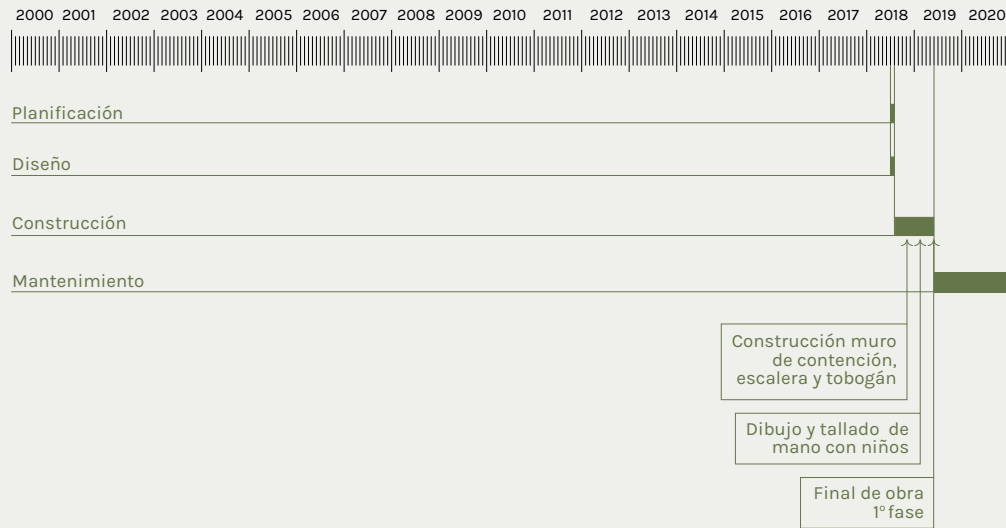 2000 2001 2002 2003 2004 2005 2006 2007 2008 2009 2010 2011 2012 2013 2014 2015 2016 2017 2018 2019 2020
Planificación
Diseño
Construcción
Mantenimiento
Construcción muro
de contención,
escalera y tobogán
Dibujo y tallado de
mano con niños
Final de obra
1º fase